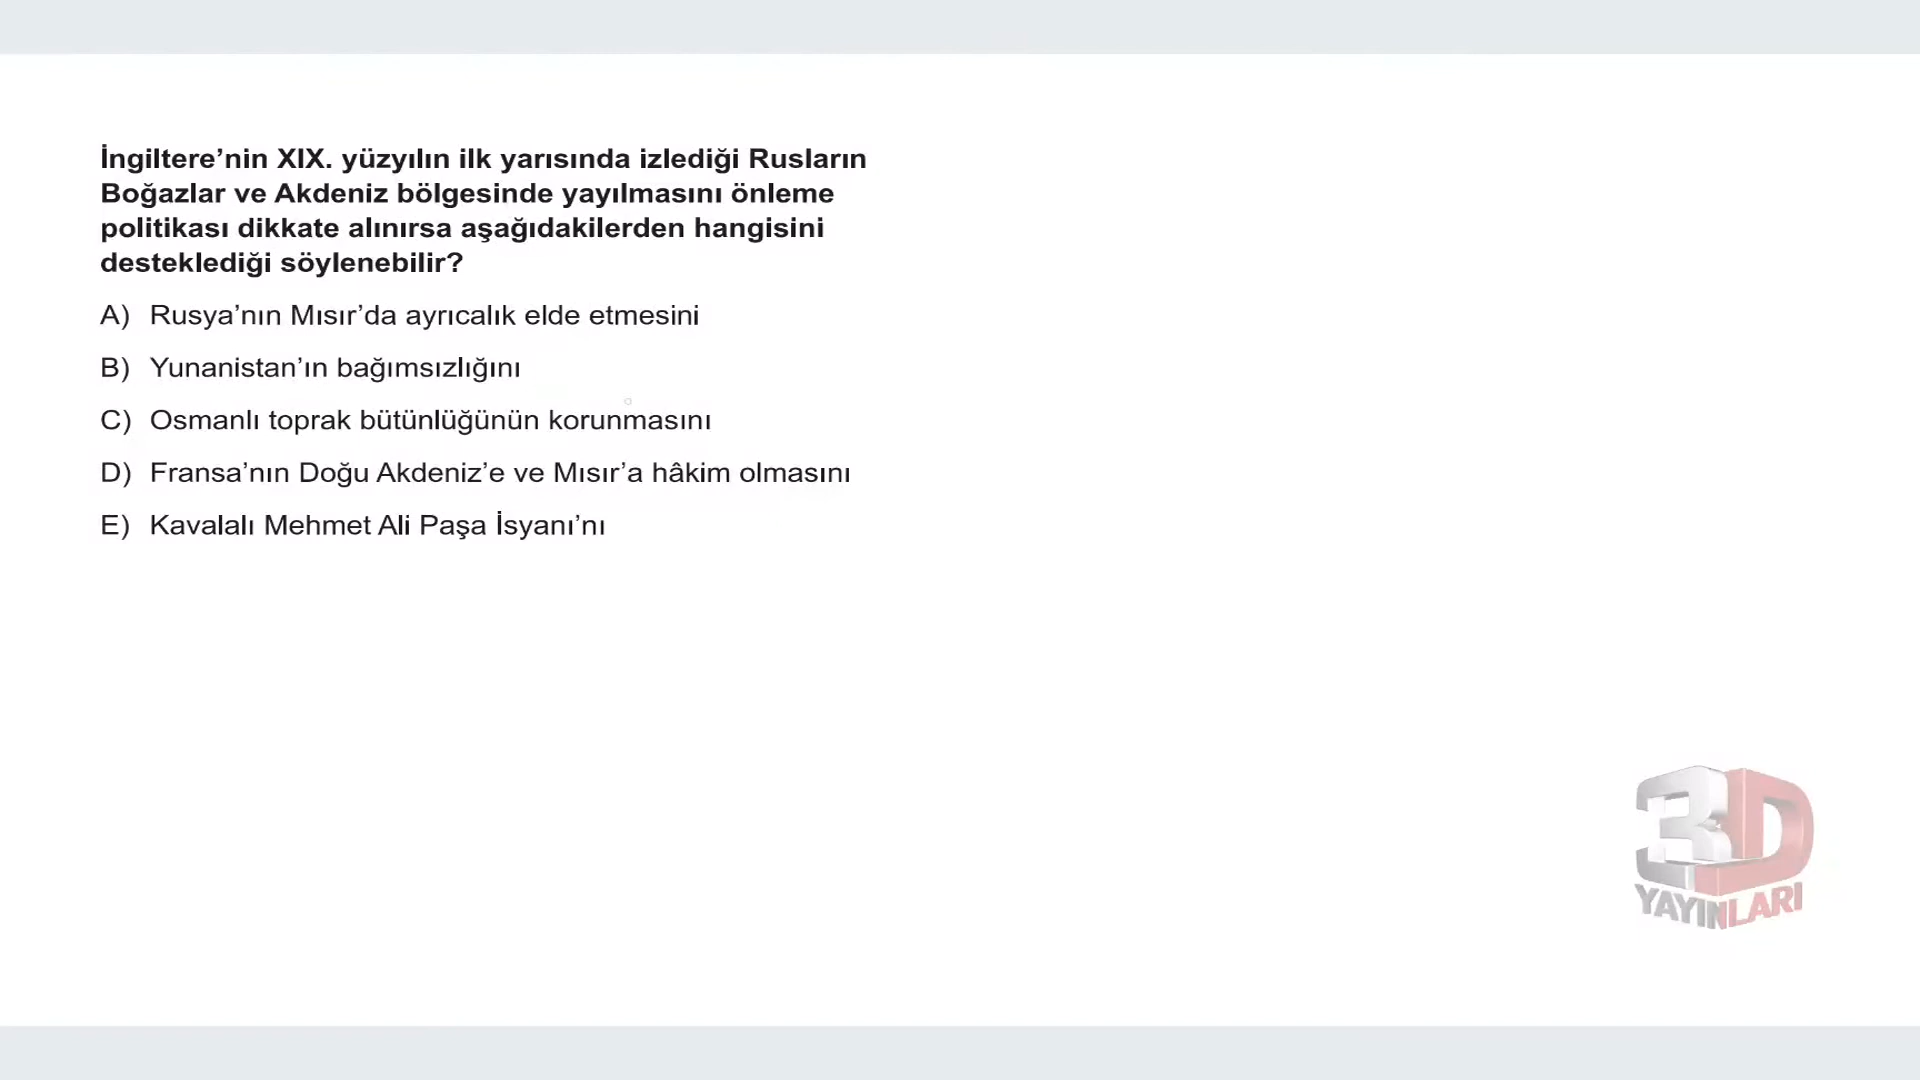 İngiltere’nin XIX. yüzyılın ilk yarısında izlediği Rusların
Boğazlar ve Akdeniz bölgesinde yayılmasını önleme
politikası dikkate alınırsa aşağıdakilerden hangisini
desteklediği söylenebilir?
A) Rusya’nın Mısır’da ayrıcalık elde etmesini
B) Yunanistan’ın bağımsızlığını
C) Osmanlı toprak bütünlüğünün korunmasını
D) Fransa’nın Doğu Akdeniz’e ve Mısır’a hâkim olmasını
E) Kavalalı Mehmet Ali Paşa İsyanı’nı
3D
YAYINLARI